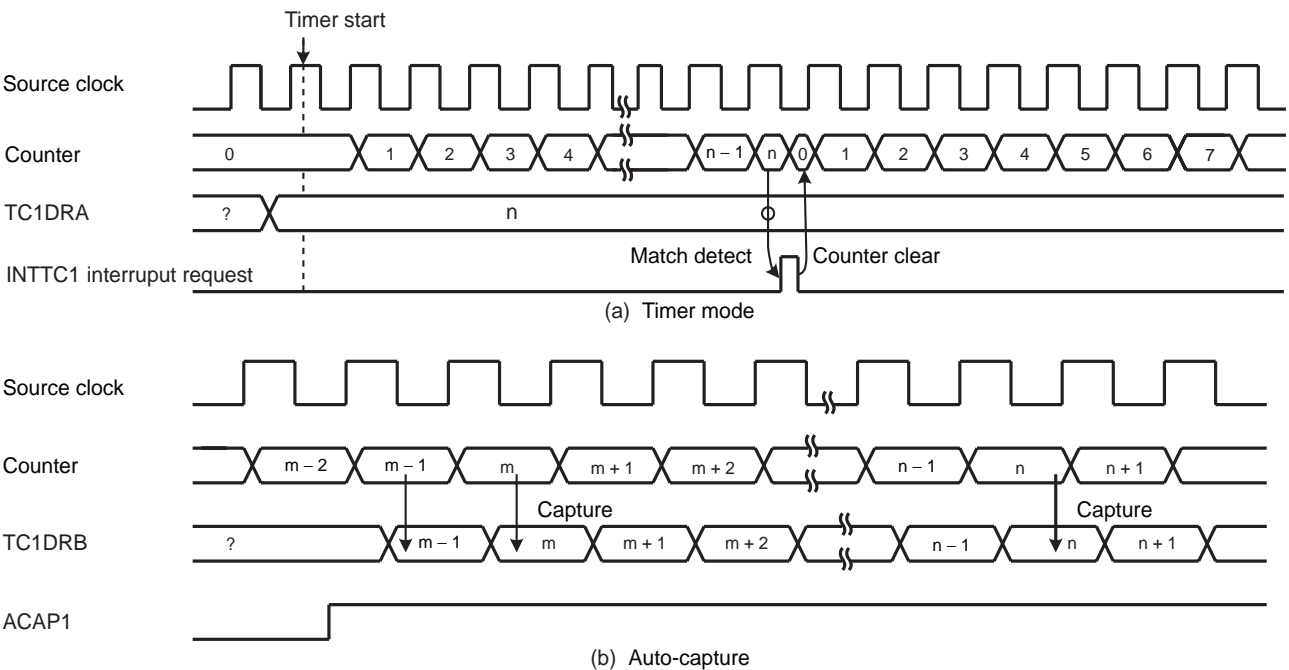 Timer start
Source clock
Counter
0 1 2 3 4 n – 1 n 0 1 2 3 4 5 6 7
TC1DRA
? n
Match detect Counter clear
INTTC1 interruput request
(a) Timer mode
Source clock
Counter
m – 2 m – 1 m m + 1 m + 2 n – 1 n n + 1
Capture Capture
TC1DRB
? m – 1 m m + 1 m + 2 n – 1 n n + 1
ACAP1
(b) Auto-capture